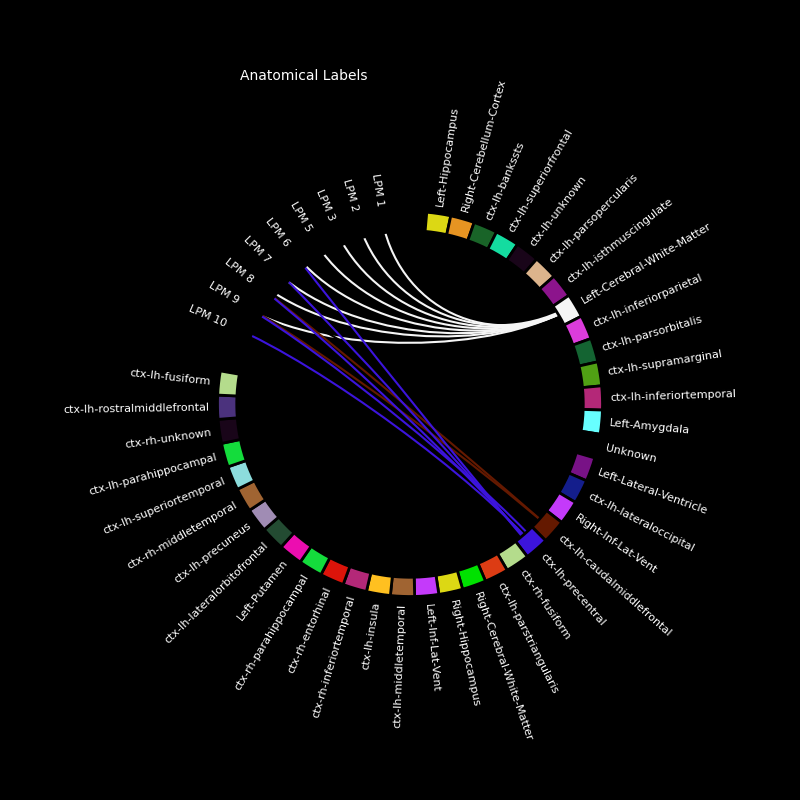 Anatomical Labels
LPM 1
LPM 2
LPM 3
LPM 5
LPM 6
LPM 7
LPM 8
LPM 9
LPM 10
ctx-lh-fusiform
ctx-lh-rostralmiddlefrontal
ctx-rh-unknown
ctx-lh-parahippocampal
ctx-lh-superiortemporal
ctx-rh-middletemporal
ctx-lh-precuneus
ctx-lh-lateralorbitofrontal
Left-Putamen
ctx-rh-parahippocampal
ctx-rh-entorhinal
ctx-rh-inferiortemporal
ctx-lh-insula
ctx-lh-middletemporal
Left-Inf-Lat-Vent
Right-Hippocampus
Right-Cerebral-White-Matter
ctx-lh-parstriangularis
ctx-rh-fusiform
ctx-lh-precentral
ctx-lh-caudalmiddlefrontal
Right-Inf-Lat-Vent
ctx-lh-lateraloccipital
Left-Lateral-Ventricle
Unknown
Left-Amygdala
ctx-lh-inferiortemporal
ctx-lh-supramarginal
ctx-lh-parsorbitalis
ctx-lh-inferiorparietal
Left-Cerebral-White-Matter
ctx-lh-isthmuscingulate
ctx-lh-parsopercularis
ctx-lh-unknown
ctx-lh-superiorfrontal
ctx-lh-bankssts
Right-Cerebellum-Cortex
Left-Hippocampus